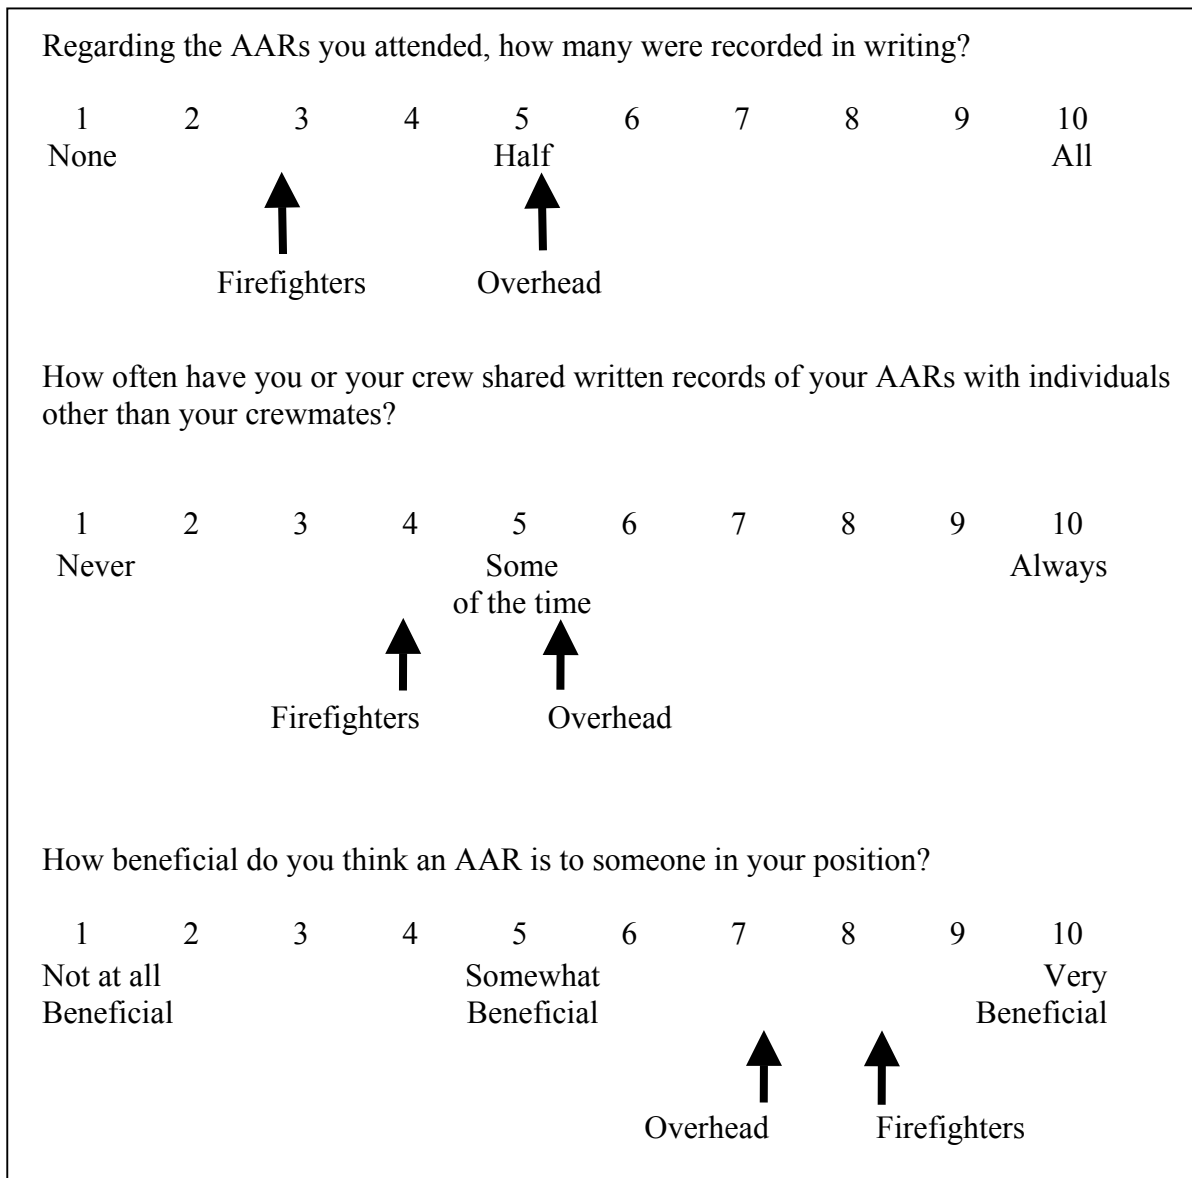 Regarding the AARs you attended, how many were recorded in writing?
1 2 3 4 5 6 7 8 9 10
None Half All
Firefighters Overhead
How often have you or your crew shared written records of your AARs with individuals
other than your crewmates?
1 2 3 4 5 6 7 8 9 10
Never Some Always
of the time
Firefighters Overhead
How beneficial do you think an AAR is to someone in your position?
1 2 3 4 5 6 7 8 9 10
Not at all Somewhat Very
Beneficial Beneficial Beneficial
Overhead Firefighters